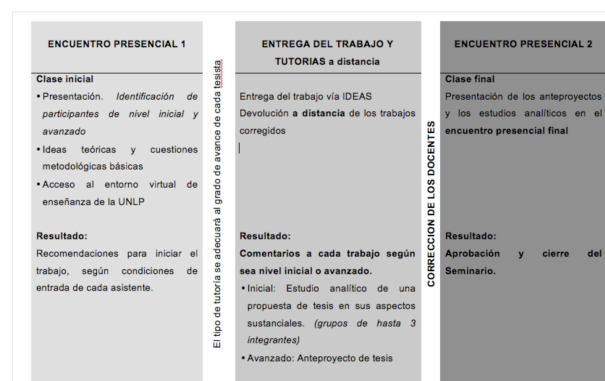 ENCUENTRO PRESENCIAL 1
Clase inicial
• Presentación. Identificación de
participantes de nivel inicial y
avanzado
• Ideas teóricas y cuestiones
metodológicas básicas
• Acceso al entorno virtual de
enseñanza de la UNLP
Resultado:
Recomendaciones para iniciar el
trabajo, según condiciones de
entrada de cada asistente.
El tipo de tutoría se adecuará al grado de avance de cada tesista
ENTREGA DEL TRABAJO Y
TUTORIAS a distancia
Entrega del trabajo vía IDEAS
Devolución a distancia de los trabajos
corregidos
Resultado:
Comentarios a cada trabajo según
sea nivel inicial o avanzado.
• Inicial: Estudio analítico de una
propuesta de tesis en sus aspectos
sustanciales. (grupos de hasta 3
integrantes)
• Avanzado: Anteproyecto de tesis
CORRECCION DE LOS DOCENTES
ENCUENTRO PRESENCIAL 2
Clase final
Presentación de los anteproyectos
y los estudios analíticos en el
encuentro presencial final
Resultado:
Aprobación y cierre del
Seminario.